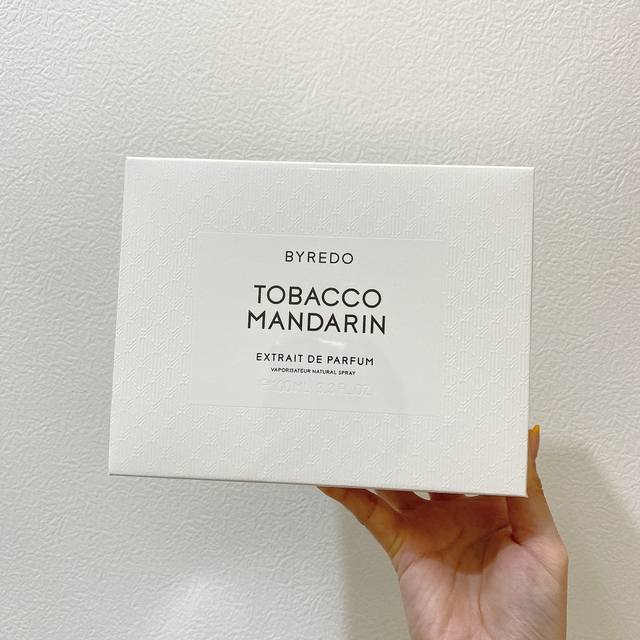 BYREDO
TOBACCO
MANDARIN
EXTRAIT DE PARFUM
VAPORISATEUR NATURAL SPRAY